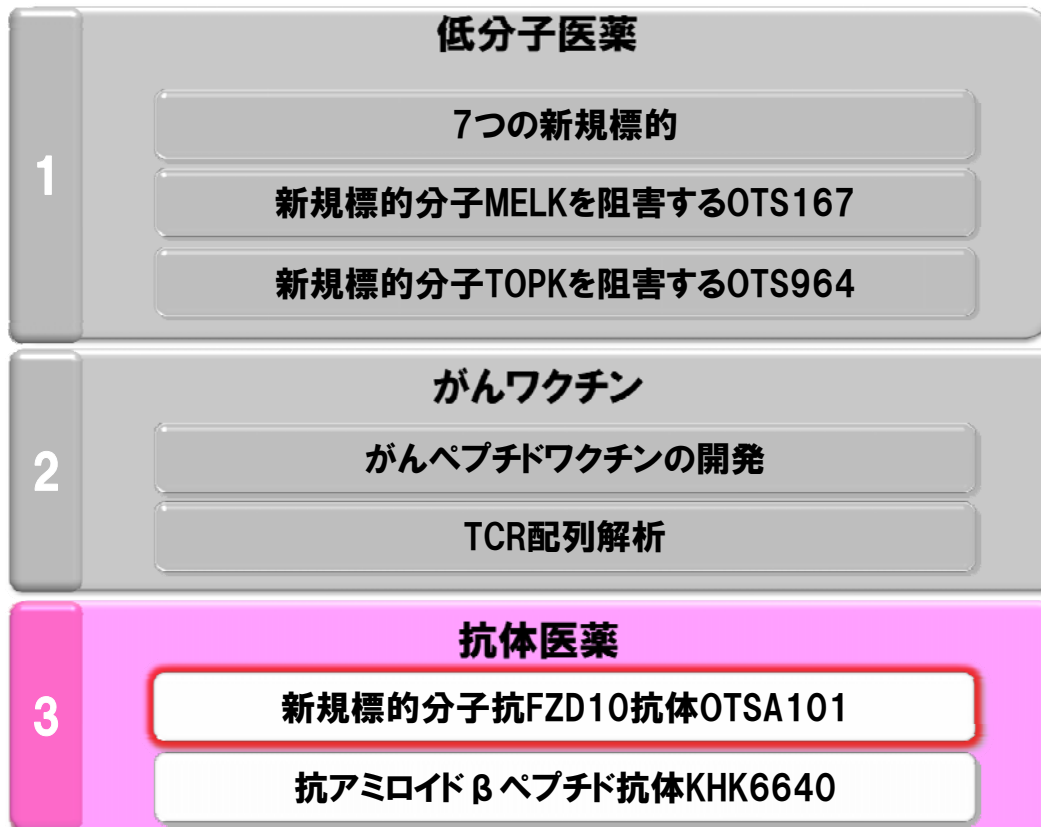 低分子医薬
1
7つの新規標的
新規標的分子MELKを阻害するOTS167
新規標的分子TOPKを阻害するOTS964
がんワクチン
2
がんペプチドワクチンの開発
TCR配列解析
抗体医薬
3
新規標的分子抗FZD10抗体OTSA101
抗アミロイドβペプチド抗体KHK6640